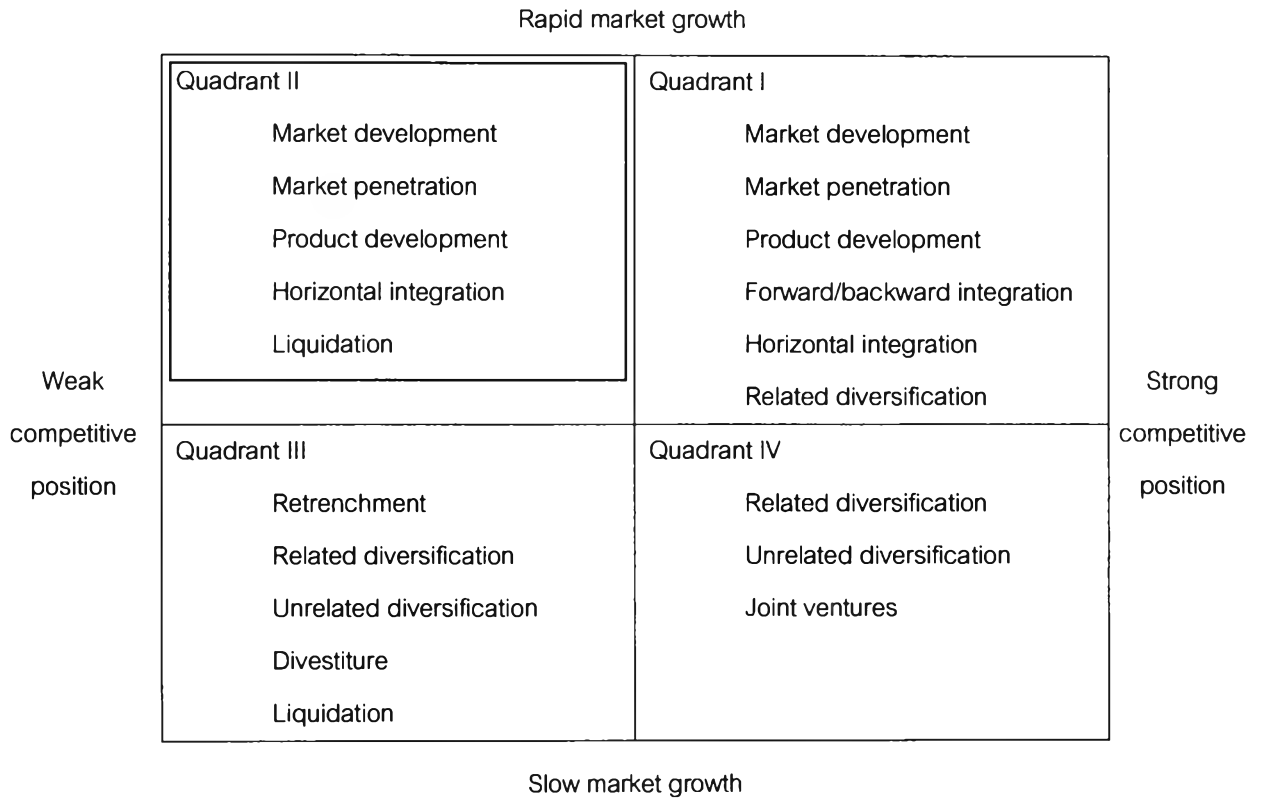 Rapid market growth
Quadrant II
Market development
Market penetration
Product development
Horizontal integration
Liquidation
Quadrant I
Market development
Market penetration
Product development
Forward/backward integration
Horizontal integration
Related diversification
Weak
competitive
position
Strong
competitive
position
Quadrant III
Retrenchment
Related diversification
Unrelated diversification
Divestiture
Liquidation
Quadrant IV
Related diversification
Unrelated diversification
Joint ventures
Slow market growth